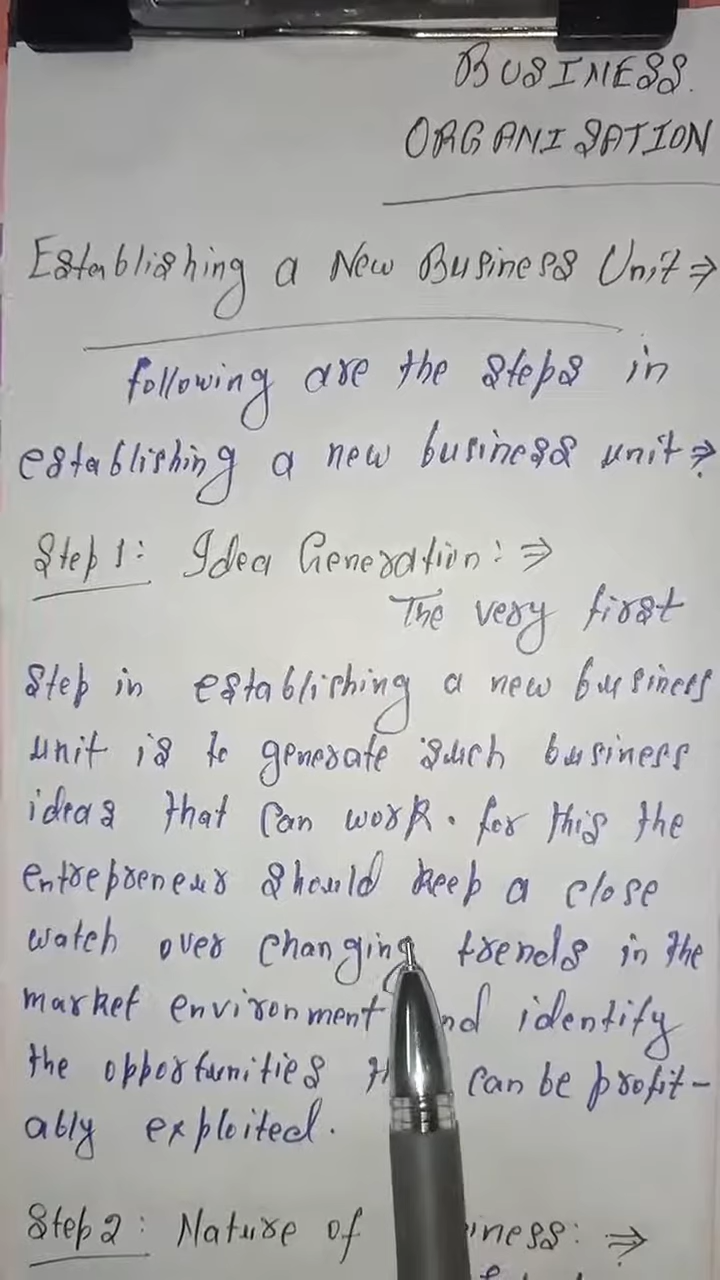 BUSINESS.
ORGANISATION
Establishing a New Business Unit ⇒
following are the steps in
establishing a new business unit ⇒
Step 1: Idea Generation: ⇒
The very first
Step in establishing a new business
unit is to generate such business
ideas that can work. for this the
entrepreneur should keep a close
watch over changing trends in the
market environment and identify
the opportunities can be profit-
ably exploited.
Step 2: Nature of : ⇒